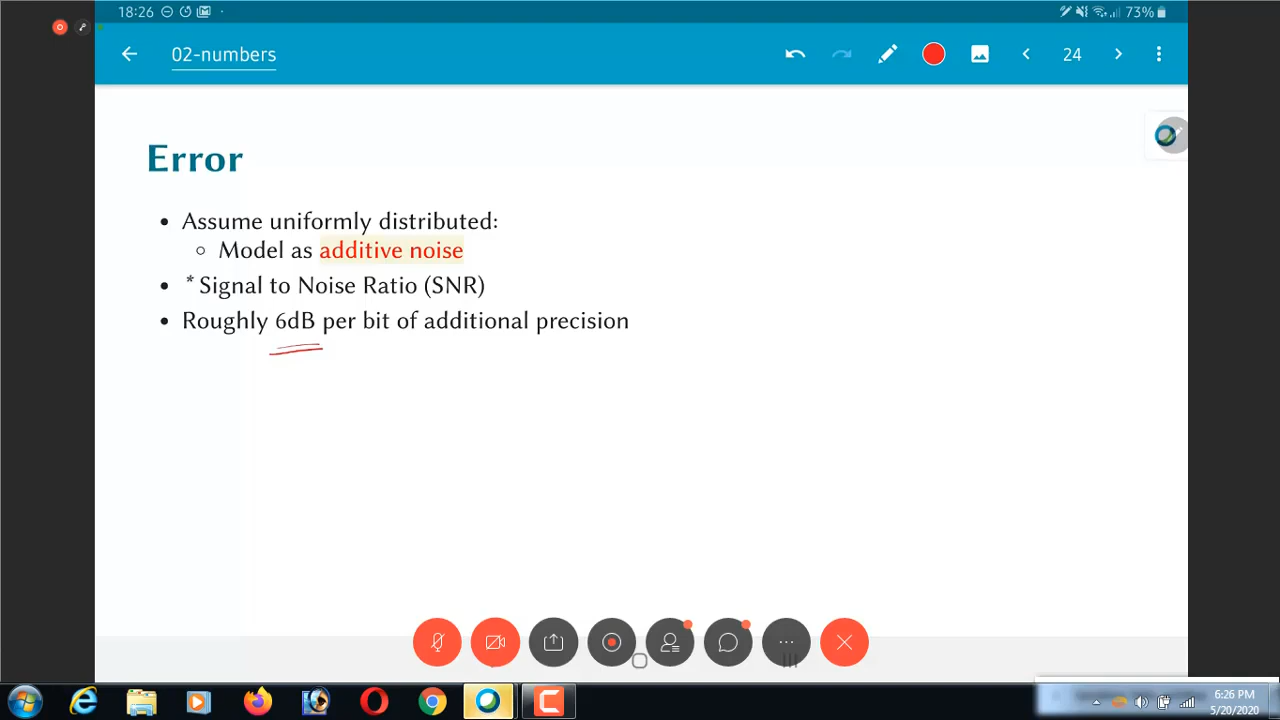 18:26
73%
02-numbers
24
Error
• Assume uniformly distributed:
○ Model as additive noise
• * Signal to Noise Ratio (SNR)
• Roughly 6dB per bit of additional precision
6:26 PM
5/20/2020